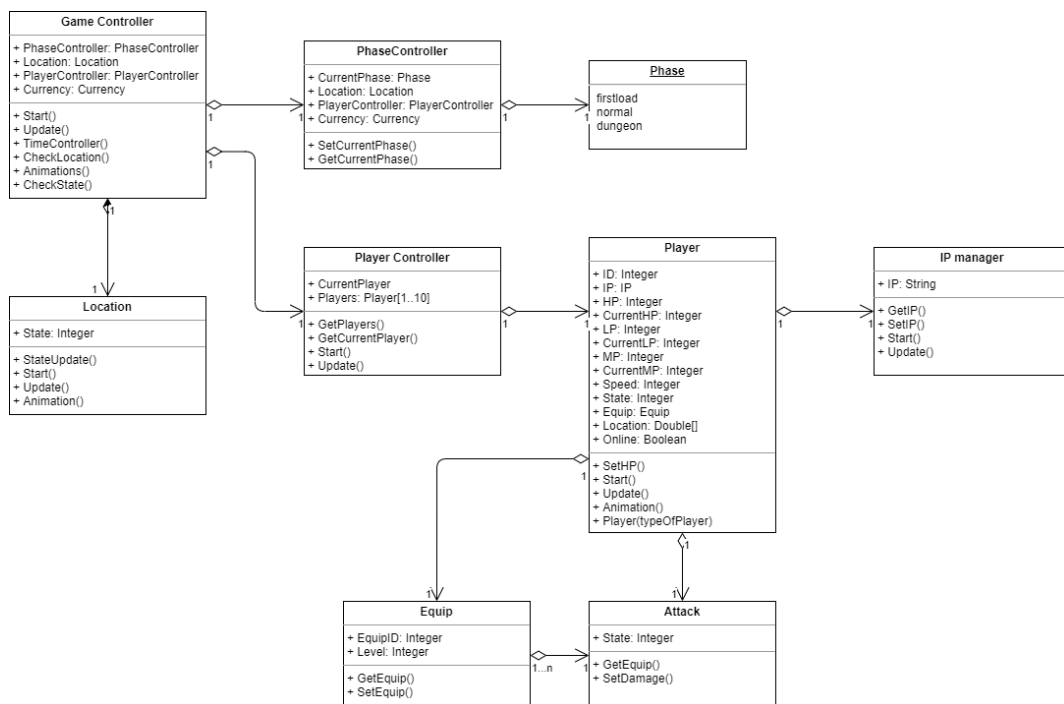 Game Controller
+ PhaseController: PhaseController
+ Location: Location
+ PlayerController: PlayerController
+ Currency: Currency
+ Start()
+ Update()
+ TimeController()
+ CheckLocation()
+ Animations()
+ CheckState()
1
1
1
PhaseController
+ CurrentPhase: Phase
+ Location: Location
+ PlayerController: PlayerController
+ Currency: Currency
+ SetCurrentPhase()
+ GetCurrentPhase()
1
1
Phase
firstload
normal
dungeon
1
Location
+ State: Integer
+ StateUpdate()
+ Start()
+ Update()
+ Animation()
1
Player Controller
+ CurrentPlayer
+ Players: Player[1..10]
+ GetPlayers()
+ GetCurrentPlayer()
+ Start()
+ Update()
1
1
Player
+ ID: Integer
+ IP: IP
+ HP: Integer
+ CurrentHP: Integer
+ LP: Integer
+ CurrentLP: Integer
+ MP: Integer
+ CurrentMP: Integer
+ Speed: Integer
+ State: Integer
+ Equip: Equip
+ Location: Double[]
+ Online: Boolean
+ SetHP()
+ Start()
+ Update()
+ Animation()
+ Player(typeOfPlayer)
1
1
1
1
IP manager
+ IP: String
+ GetIP()
+ SetIP()
+ Start()
+ Update()
1
Equip
+ EquipID: Integer
+ Level: Integer
+ GetEquip()
+ SetEquip()
1
1...n
Attack
+ State: Integer
+ GetEquip()
+ SetDamage()
1
1